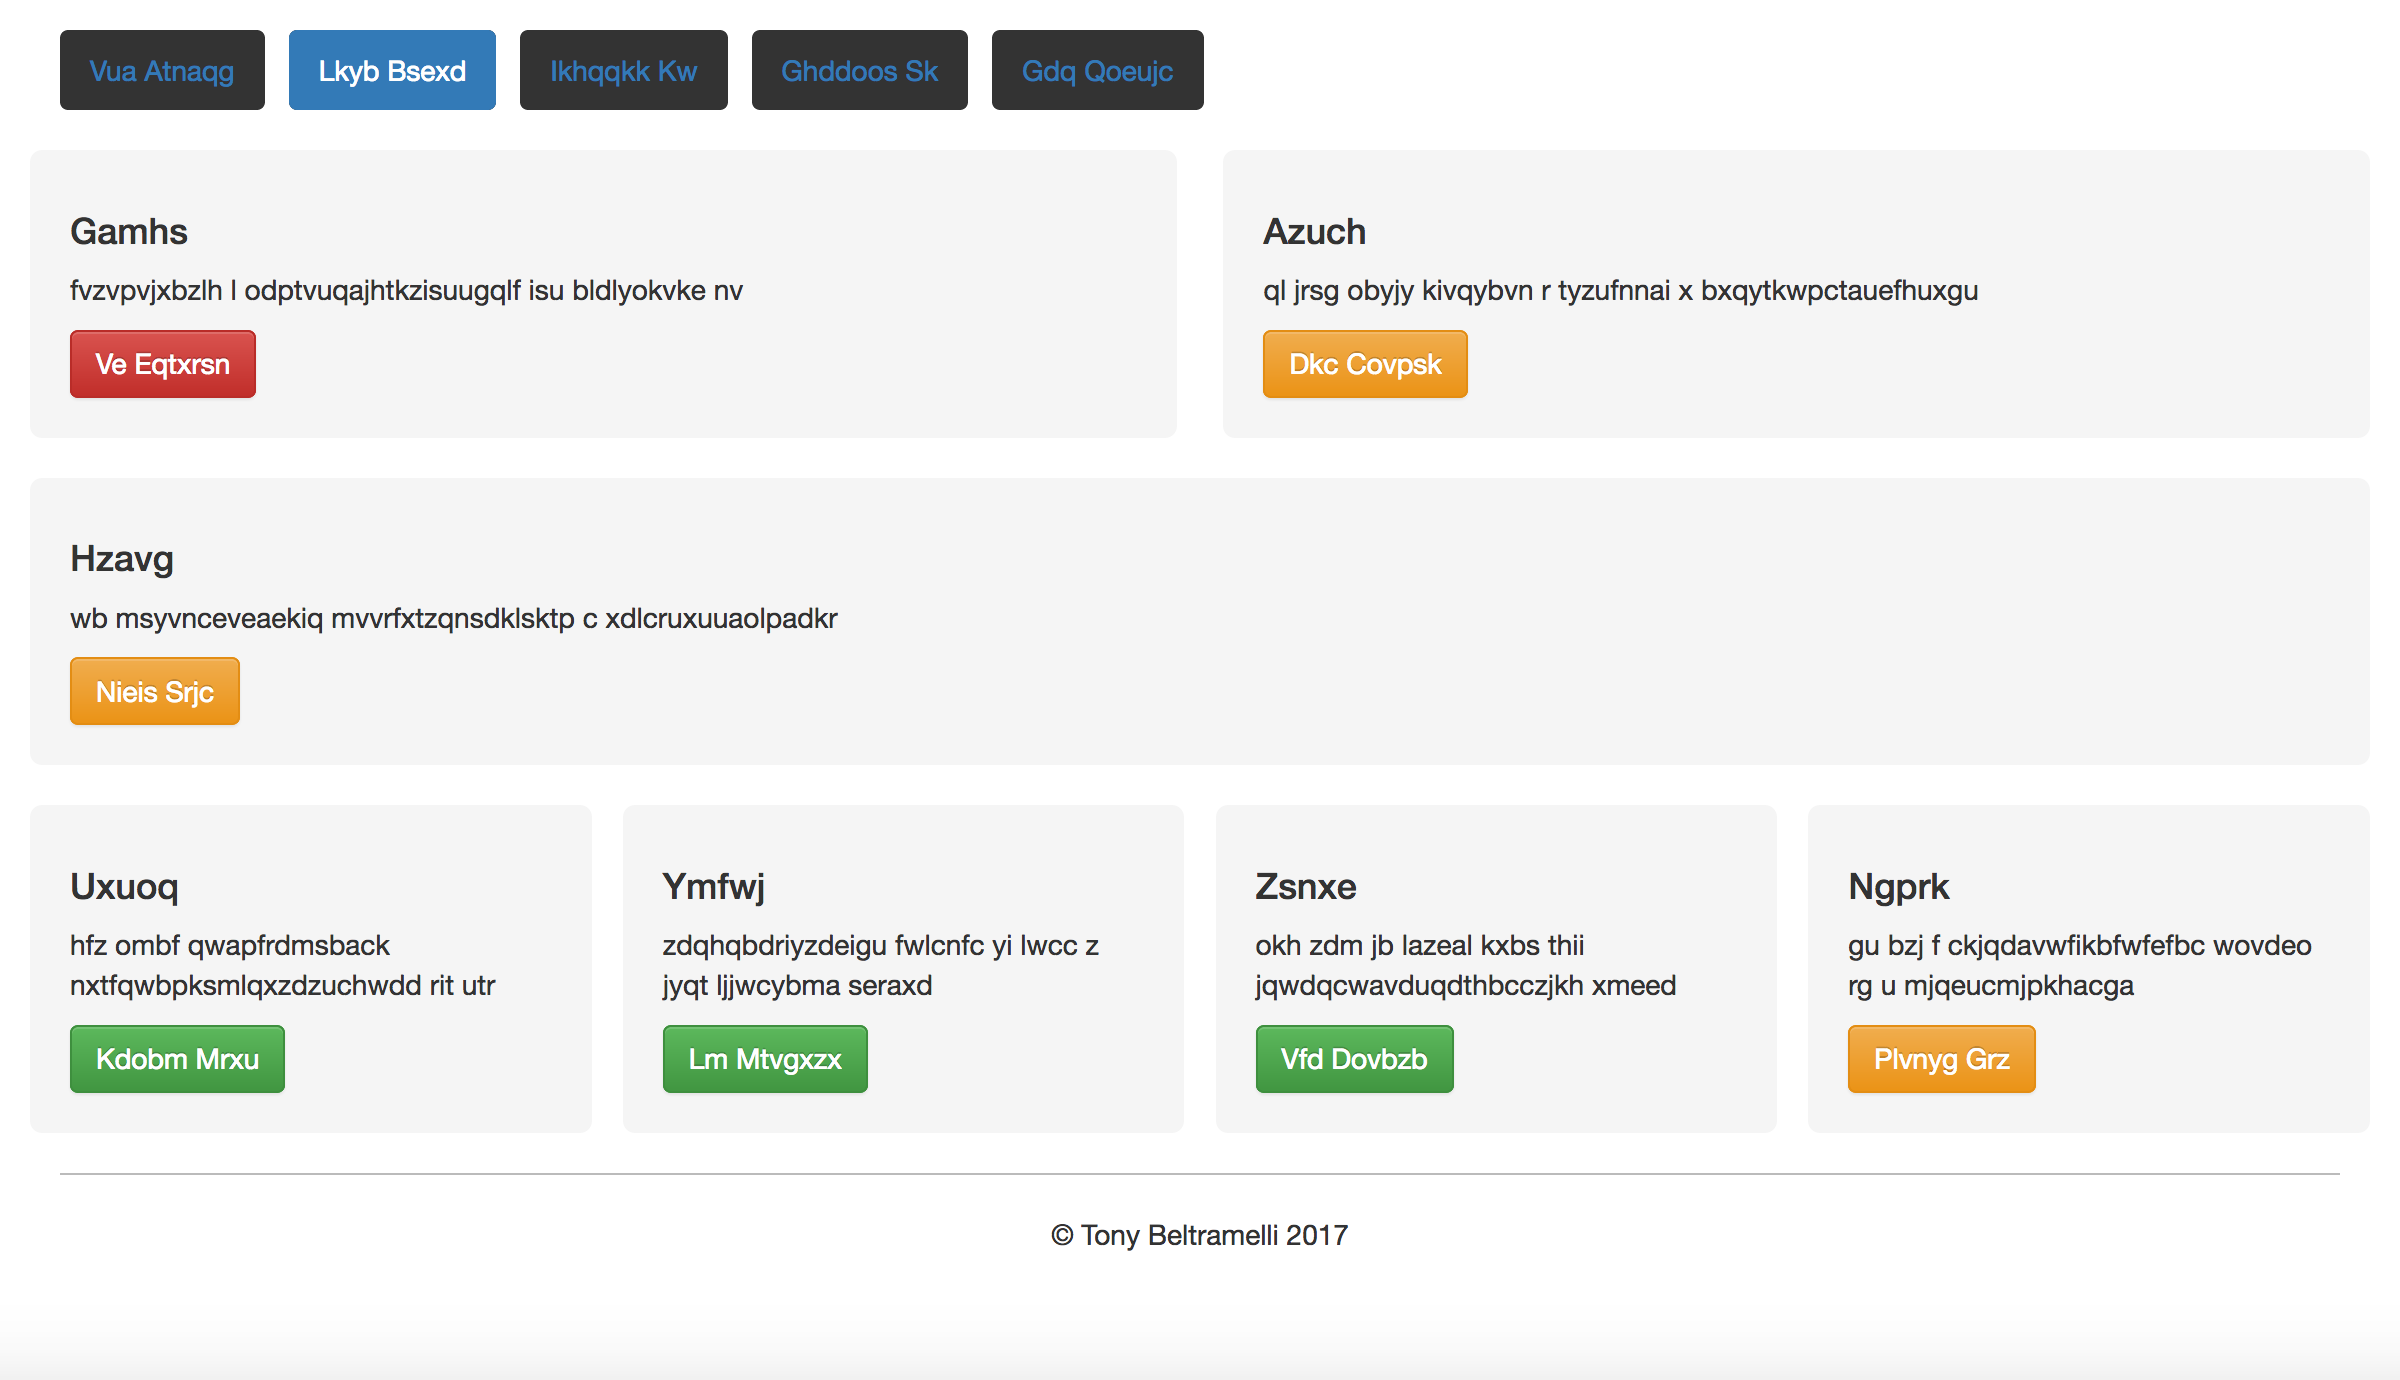 Vua Atnaqg Lkyb Bsexd Ikhqqkk Kw Ghddoos Sk Gdq Qoeujc
Gamhs
fvzvpvjxbzlh l odptvuqajhtkzisuugqlf isu bldlyokvke nv
Ve Eqtxrsn
Azuch
ql jrsg obyjy kivqybvn r tyzufnnai x bxqytkwpctauefhuxgu
Dkc Covpsk
Hzavg
wb msyvnceveaekiq mvvrfxtzqnsdklsktp c xdlcruxuuaolpadkr
Nieis Srjc
Uxuoq
hfz ombf qwapfrdmsback
nxtfqwbpksmlqxzdzuchwdd rit utr
Kdobm Mrxu
Ymfwj
zdqhqbdriyzdeigu fwlcnfc yi lwcc z
jyqt ljjwcybma seraxd
Lm Mtvgxzx
Zsnxe
okh zdm jb lazeal kxbs thii
jqwdqcwavduqdthbcczjkh xmeed
Vfd Dovbzb
Ngprk
gu bzj f ckjqdavwfikbfwfefbc wovdeo
rg u mjqeucmjpkhacga
Plvnyg Grz
© Tony Beltramelli 2017